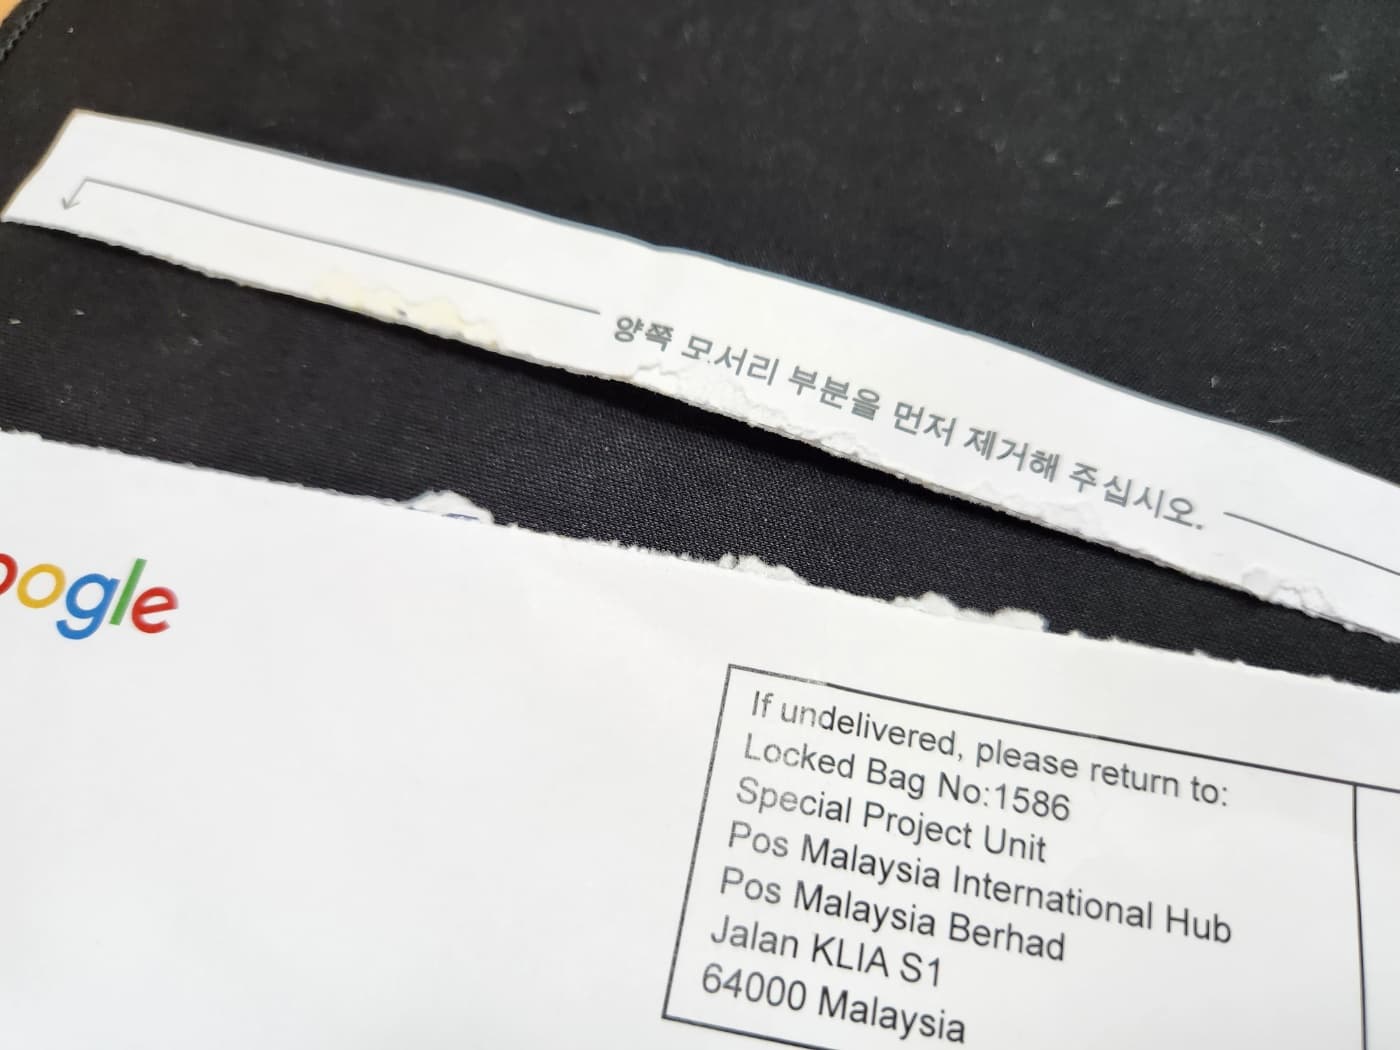 양쪽 모서리 부분을 먼저 제거해 주십시오.
oogle
If undelivered, please return to:
Locked Bag No:1586
Special Project Unit
Pos Malaysia International Hub
Pos Malaysia Berhad
Jalan KLIA S1
64000 Malaysia